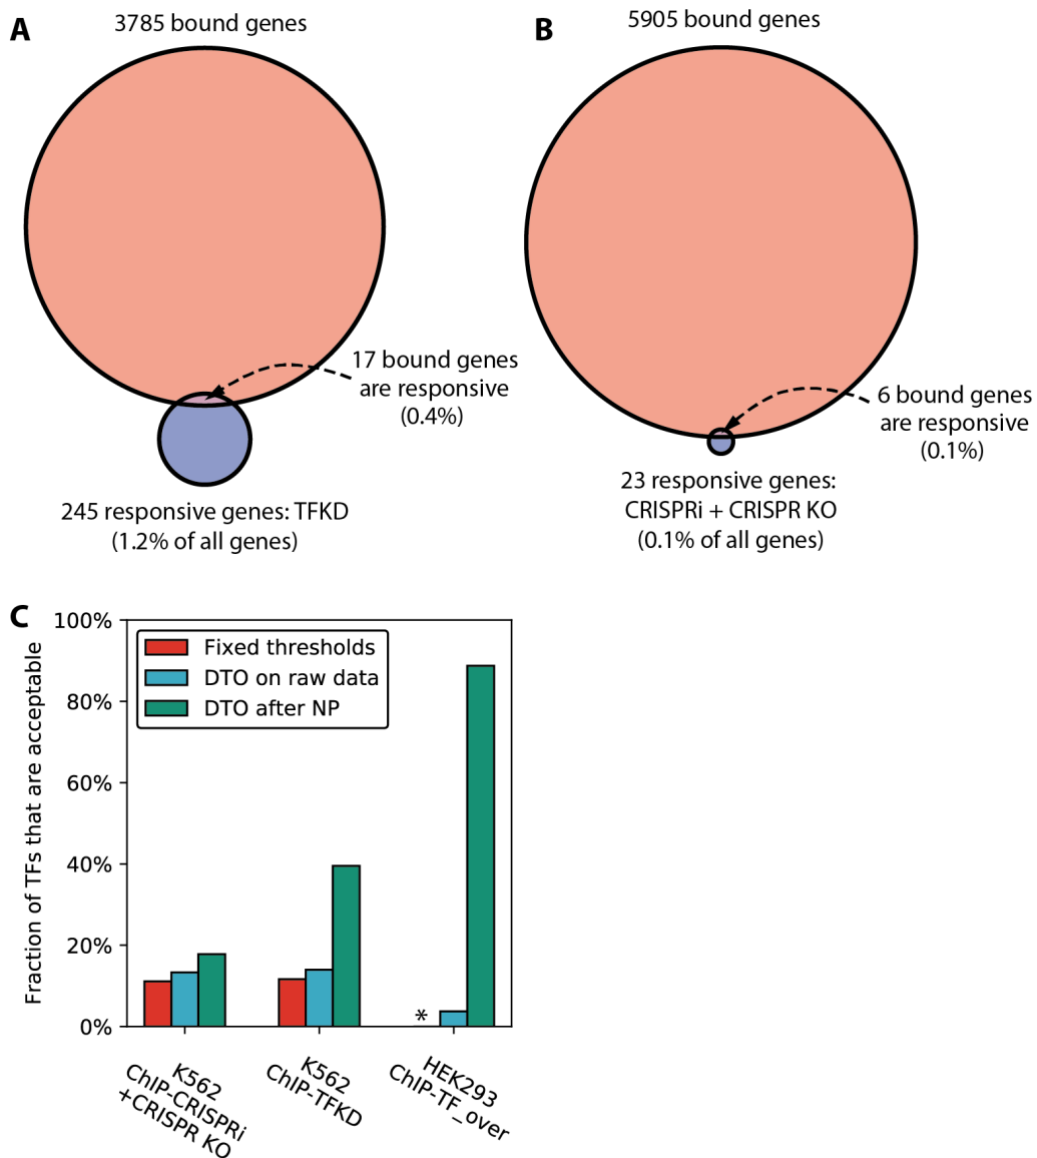 A
3785 bound genes
17 bound genes
are responsive
(0.4%)
245 responsive genes: TFKD
(1.2% of all genes)
B
5905 bound genes
6 bound genes
are responsive
(0.1%)
23 responsive genes:
CRISPRi + CRISPR KO
(0.1% of all genes)
C
Fraction of TFs that are acceptable
100%
80%
60%
40%
20%
0%
Fixed thresholds
DTO on raw data
DTO after NP
*
K562
ChIP-CRISPRi
+CRISPR KO
K562
ChIP-TFKD
HEK293
ChIP-TF_over